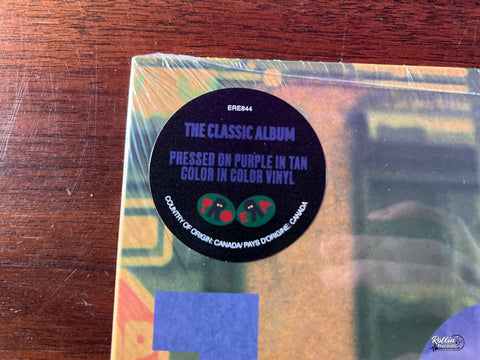 ERE844
THE CLASSIC ALBUM
PRESSED ON PURPLE IN TAN
COLOR IN COLOR VINYL
COUNTRY OF ORIGIN: CANADA/ PAYS D'ORIGINE: CANADA
Rollin'
Records